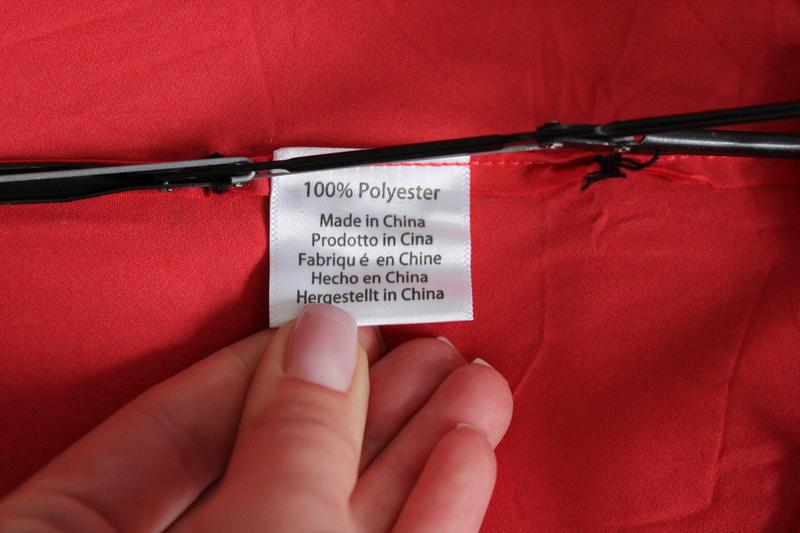 100% Polyester
Made in China
Prodotto in Cina
Fabriqu é en Chine
Hecho en China
Hergestellt in China